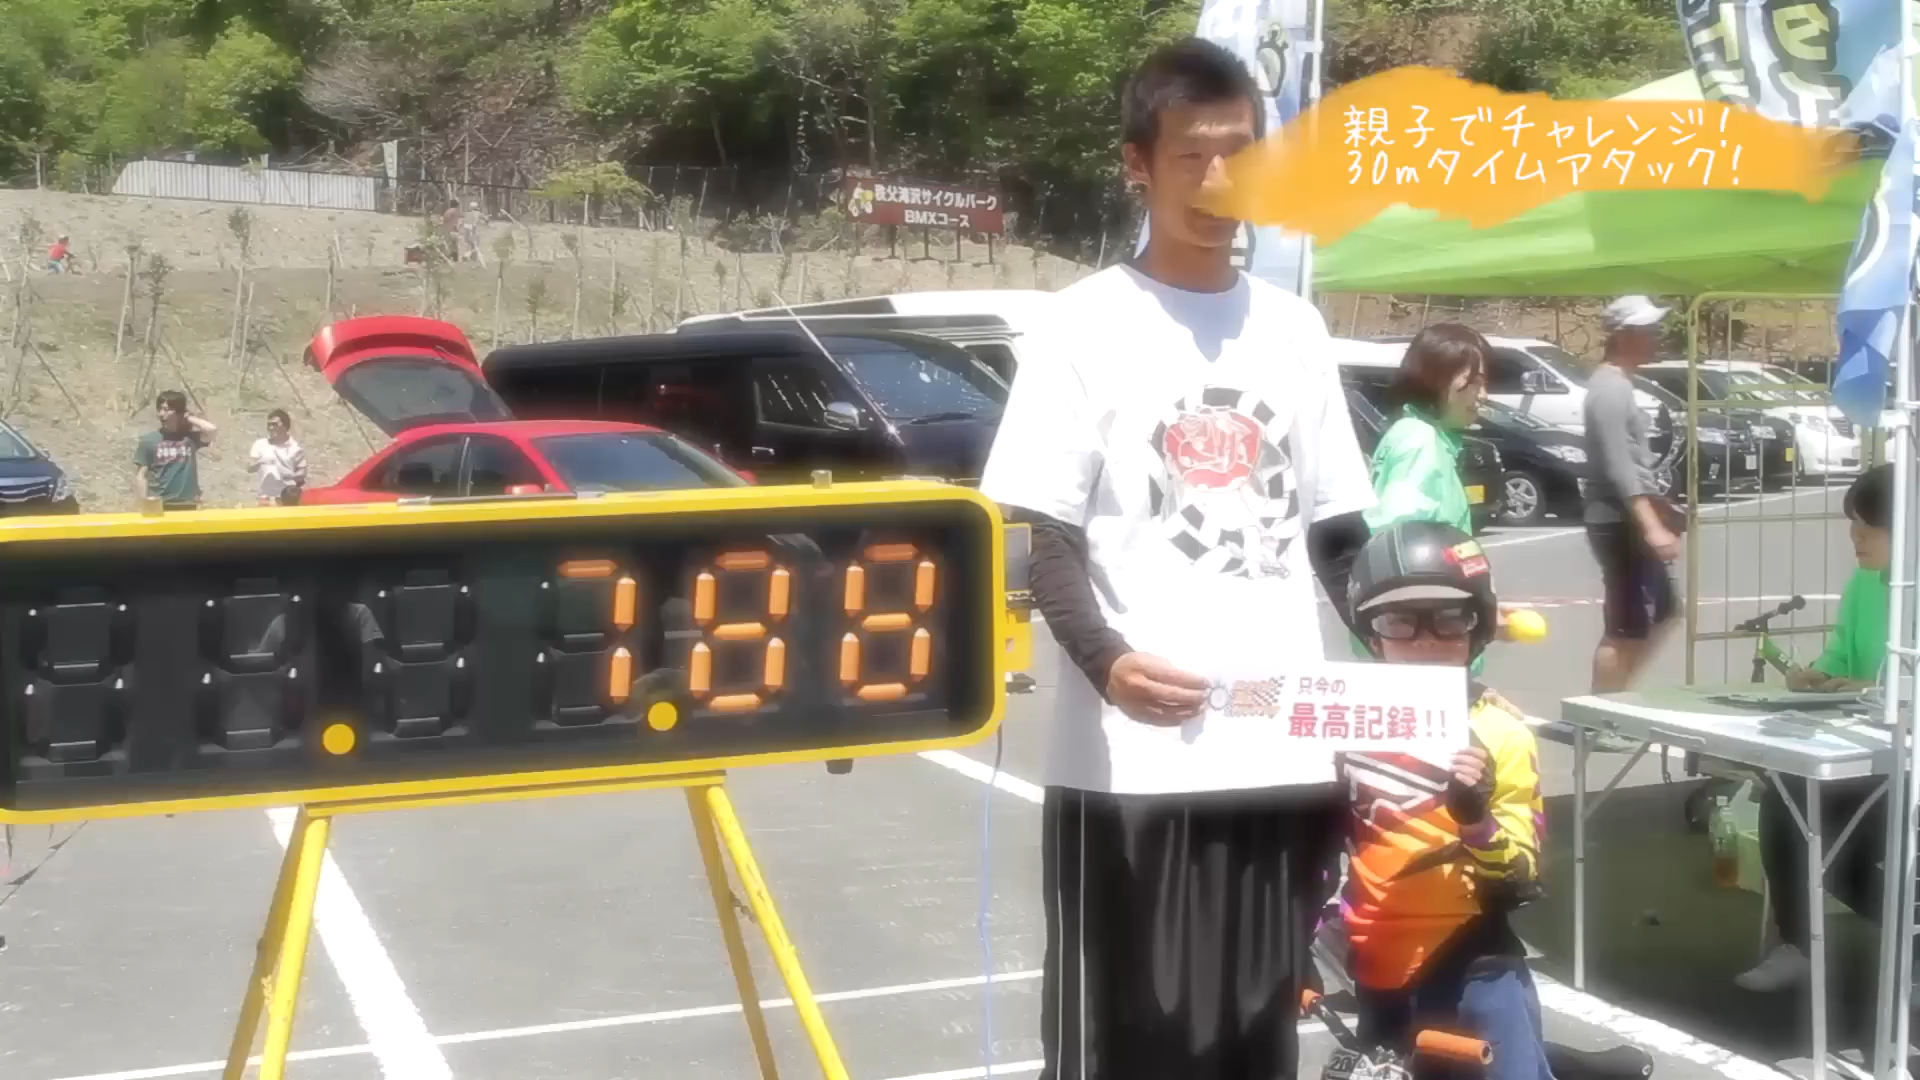 親子でチャレンジ!
30mタイムアタック!
秩父滝沢サイクルパーク
BMXコース
7.88
只今の
最高記録!!